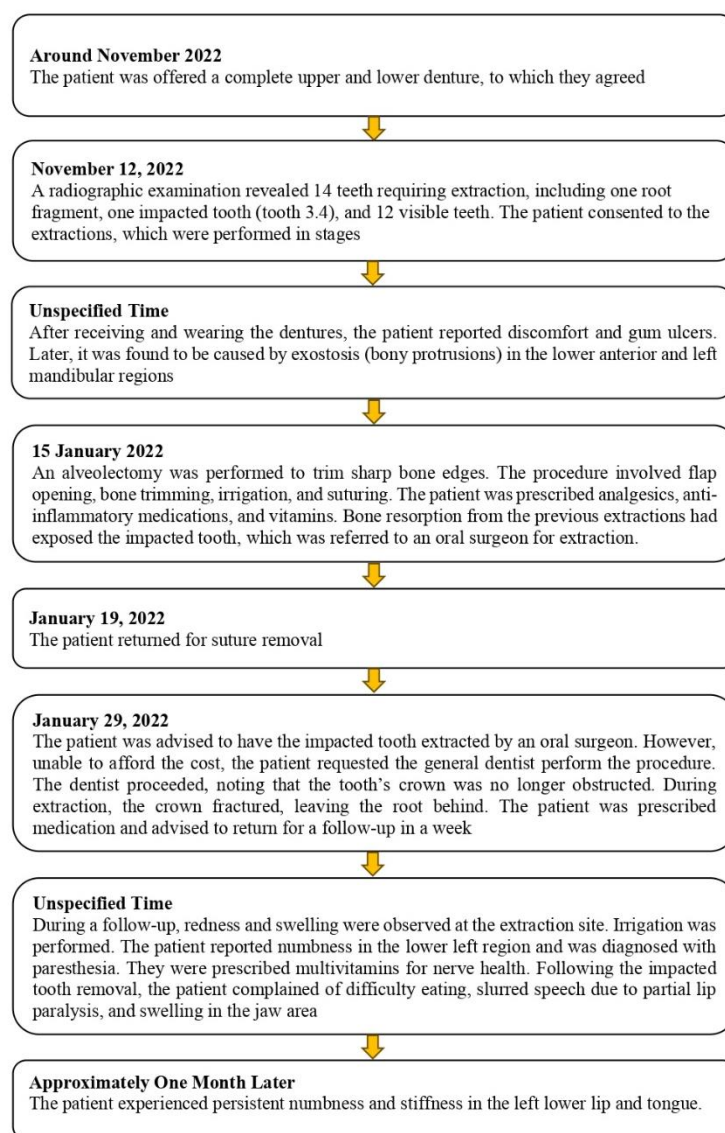 Around November 2022
The patient was offered a complete upper and lower denture, to which they agreed
November 12, 2022
A radiographic examination revealed 14 teeth requiring extraction, including one root
fragment, one impacted tooth (tooth 3.4), and 12 visible teeth. The patient consented to the
extractions, which were performed in stages
Unspecified Time
After receiving and wearing the dentures, the patient reported discomfort and gum ulcers.
Later, it was found to be caused by exostosis (bony protrusions) in the lower anterior and left
mandibular regions
15 January 2022
An alveolectomy was performed to trim sharp bone edges. The procedure involved flap
opening, bone trimming, irrigation, and suturing. The patient was prescribed analgesics, anti-
inflammatory medications, and vitamins. Bone resorption from the previous extractions had
exposed the impacted tooth, which was referred to an oral surgeon for extraction.
January 19, 2022
The patient returned for suture removal
January 29, 2022
The patient was advised to have the impacted tooth extracted by an oral surgeon. However,
unable to afford the cost, the patient requested the general dentist perform the procedure.
The dentist proceeded, noting that the tooth's crown was no longer obstructed. During
extraction, the crown fractured, leaving the root behind. The patient was prescribed
medication and advised to return for a follow-up in a week
Unspecified Time
During a follow-up, redness and swelling were observed at the extraction site. Irrigation was
performed. The patient reported numbness in the lower left region and was diagnosed with
paresthesia. They were prescribed multivitamins for nerve health. Following the impacted
tooth removal, the patient complained of difficulty eating, slurred speech due to partial lip
paralysis, and swelling in the jaw area
Approximately One Month Later
The patient experienced persistent numbness and stiffness in the left lower lip and tongue.